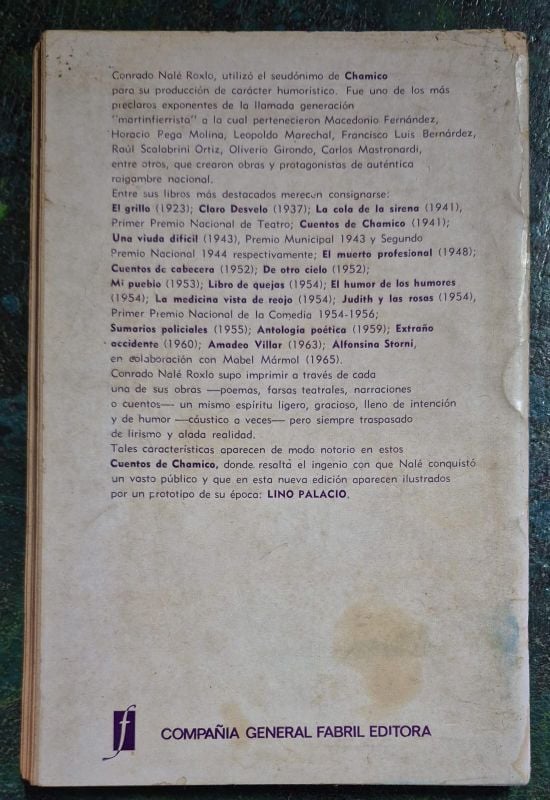 Conrado Nalé Roxlo, utilizó el seudónimo de Chamico
para su producción de carácter humorístico. Fue uno de los más
preclaros exponentes de la llamada generación
"martinfierrista" a la cual pertenecieron Macedonio Fernández,
Horacio Pega Molina, Leopoldo Marechal, Francisco Luis Bernárdez,
Raúl Scalabrini Ortiz, Oliverio Girondo, Carlos Mastronardi,
entre otros, que crearon obras y protagonistas de auténtica
raigambre nacional.
Entre sus libros más destacados merecen consignarse:
El grillo (1923); Claro Desvelo (1937); La cola de la sirena (1941),
Primer Premio Nacional de Teatro; Cuentos de Chamico (1941);
Una viuda difícil (1943), Premio Municipal 1943 y Segundo
Premio Nacional 1944 respectivamente; El muerto profesional (1948);
Cuentos de cabecera (1952); De otro cielo (1952);
Mi pueblo (1953); Libro de quejas (1954); El humor de los humores
(1954); La medicina vista de reojo (1954); Judith y las rosas (1954),
Primer Premio Nacional de la Comedia 1954-1956;
Sumarios policiales (1955); Antología poética (1959); Extraño
accidente (1960); Amadeo Villar (1963); Alfonsina Storni,
en colaboración con Mabel Mármol (1965).
Conrado Nalé Roxlo supo imprimir a través de cada
una de sus obras —poemas, farsas teatrales, narraciones
o cuentos— un mismo espíritu ligero, gracioso, lleno de intención
y de humor —cáustico a veces— pero siempre traspasado
de lirismo y alada realidad.
Tales características aparecen de modo notorio en estos
Cuentos de Chamico, donde resalta el ingenio con que Nalé conquistó
un vasto público y que en esta nueva edición aparecen ilustrados
por un prototipo de su época: LINO PALACIO.
f COMPAÑIA GENERAL FABRIL EDITORA